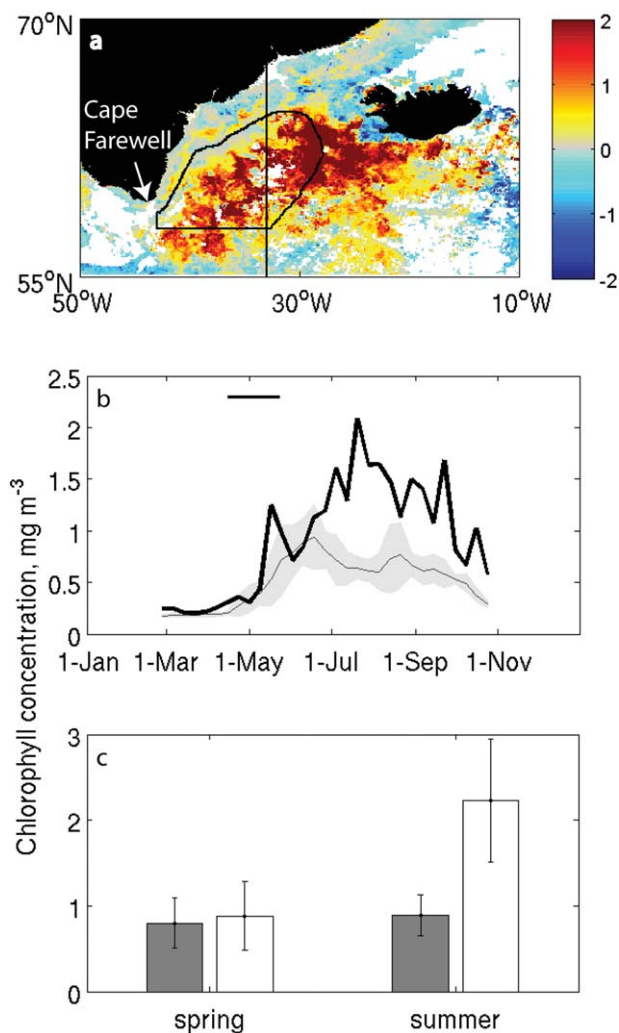 70°N
a
2
Cape
Farewell
1
0
-1
55°N
-2
50°W
30°W
10°W
2.5
b
2
1.5
1
0.5
0
1-Jan
1-Mar
1-May
1-Jul
1-Sep
1-Nov
Chlorophyll concentration, mg m⁻³
3
c
2
1
0
spring
summer